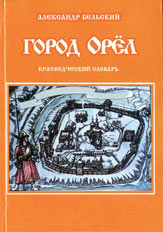 АЛЕКСАНДР БЕЛЬСКИЙ
ГОРОД ОРЁЛ
КРАЕВЕДЧЕСКИЙ СЛОВАРЬ